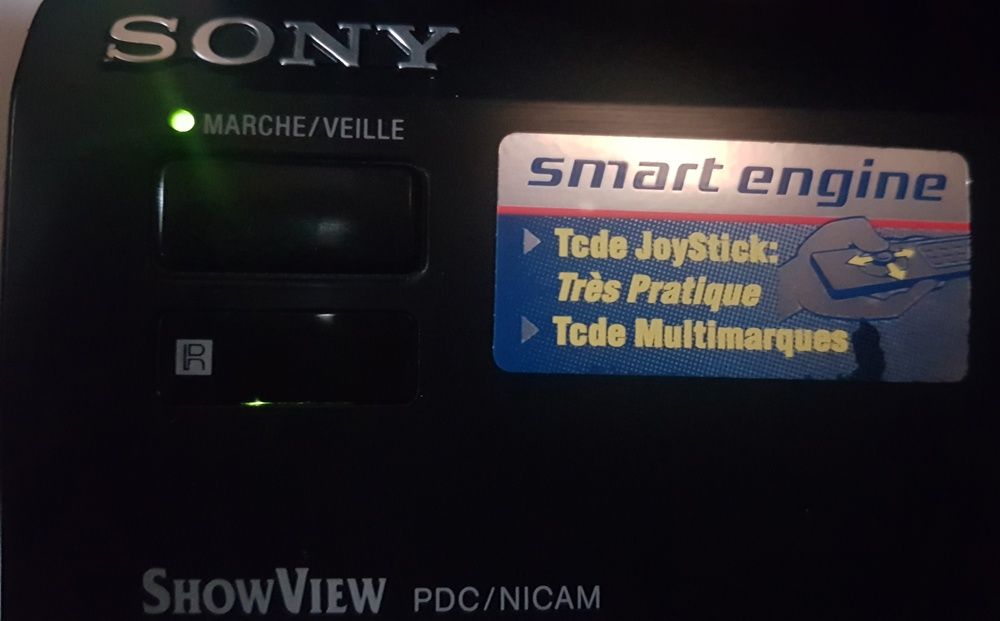 SONY
MARCHE/VEILLE
smart engine
Tcde JoyStick:
Très Pratique
Tcde Multimarques
R
SHOWVIEW PDC/NICAM